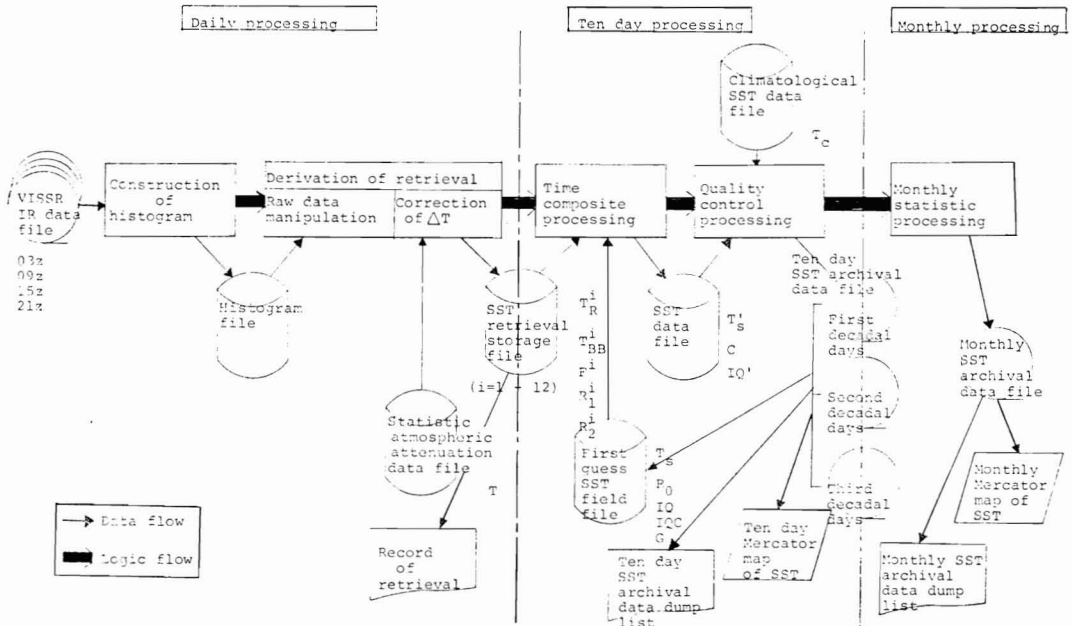 Daily processing
Ten day processing
Monthly processing
Climatological
SST data
file
T_C
VISSR
IR data
file
03z
09z
15z
21z
Construction
of
histogram
Derivation of retrieval
Raw data
manipulation
Correction
of ΔT
Time
composite
processing
Quality
control
processing
Monthly
statistic
processing
Histogram
file
SST
retrieval
storage
file
(i=1 - 12)
T_R^i
T_BB^i
F^i
R_1^i
R_2^i
SST
data
file
T_s'
C
IQ'
Ten day
SST archival
data file
First
decadal
days
Second
decadal
days
Third
decadal
days
Monthly
SST
archival
data file
Statistic
atmospheric
attenuation
data file
T
First
guess
SST
field
file
T_s
P_0
IQ
IQC
G
Record
of
retrieval
Ten day
SST
archival
data dump
list
Ten day
Mercator
map
of SST
Monthly
Mercator
map of
SST
Monthly SST
archival
data dump
list
Data flow
Logic flow